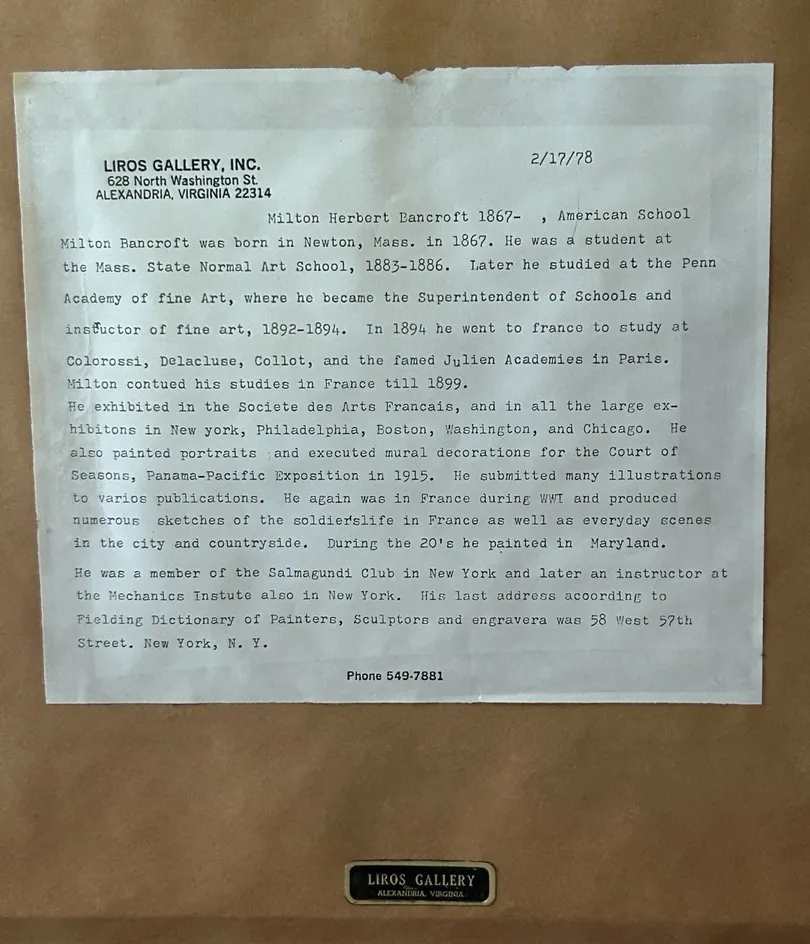 LIROS GALLERY, INC.
628 North Washington St.
ALEXANDRIA, VIRGINIA 22314
2/17/78
Milton Herbert Bancroft 1867- , American School
Milton Bancroft was born in Newton, Mass. in 1867. He was a student at
the Mass. State Normal Art School, 1883-1886. Later he studied at the Penn
Academy of fine Art, where he became the Superintendent of Schools and
instructor of fine art, 1892-1894. In 1894 he went to france to study at
Colorossi, Delacluse, Collot, and the famed Julien Academies in Paris.
Milton contued his studies in France till 1899.
He exhibited in the Societe des Arts Francais, and in all the large ex-
hibitons in New york, Philadelphia, Boston, Washington, and Chicago. He
also painted portraits and executed mural decorations for the Court of
Seasons, Panama-Pacific Exposition in 1915. He submitted many illustrations
to varios publications. He again was in France during WWI and produced
numerous sketches of the soldier'slife in France as well as everyday scenes
in the city and countryside. During the 20's he painted in Maryland.
He was a member of the Salmagundi Club in New York and later an instructor at
the Mechanics Instute also in New York. His last address acoording to
Fielding Dictionary of Painters, Sculptors and engravera was 58 West 57th
Street. New York, N. Y.
Phone 549-7881
LIROS GALLERY
ALEXANDRIA, VIRGINIA